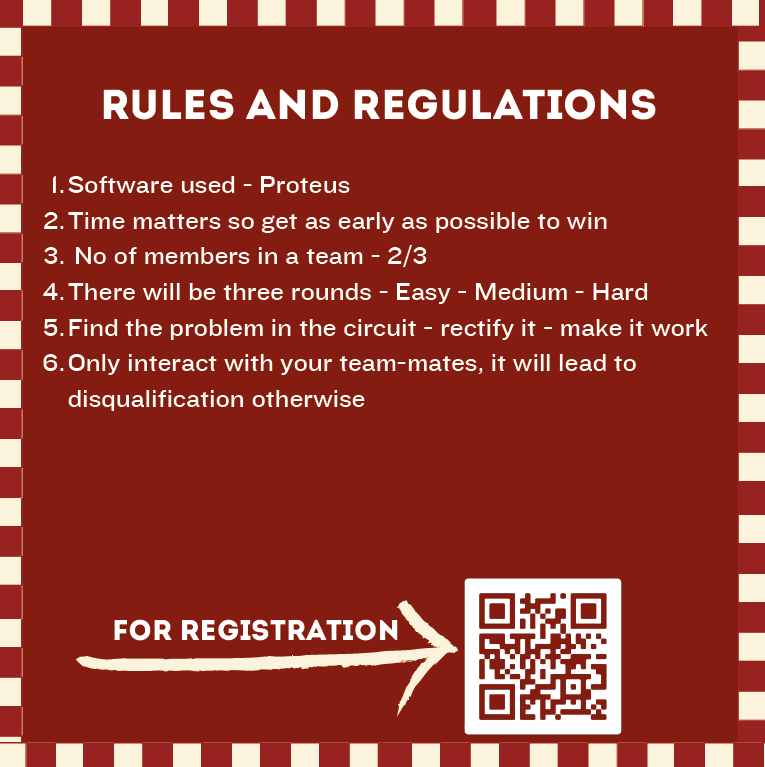 RULES AND REGULATIONS
1. Software used - Proteus
2. Time matters so get as early as possible to win
3. No of members in a team - 2/3
4. There will be three rounds - Easy - Medium - Hard
5. Find the problem in the circuit - rectify it - make it work
6. Only interact with your team-mates, it will lead to
disqualification otherwise
FOR REGISTRATION